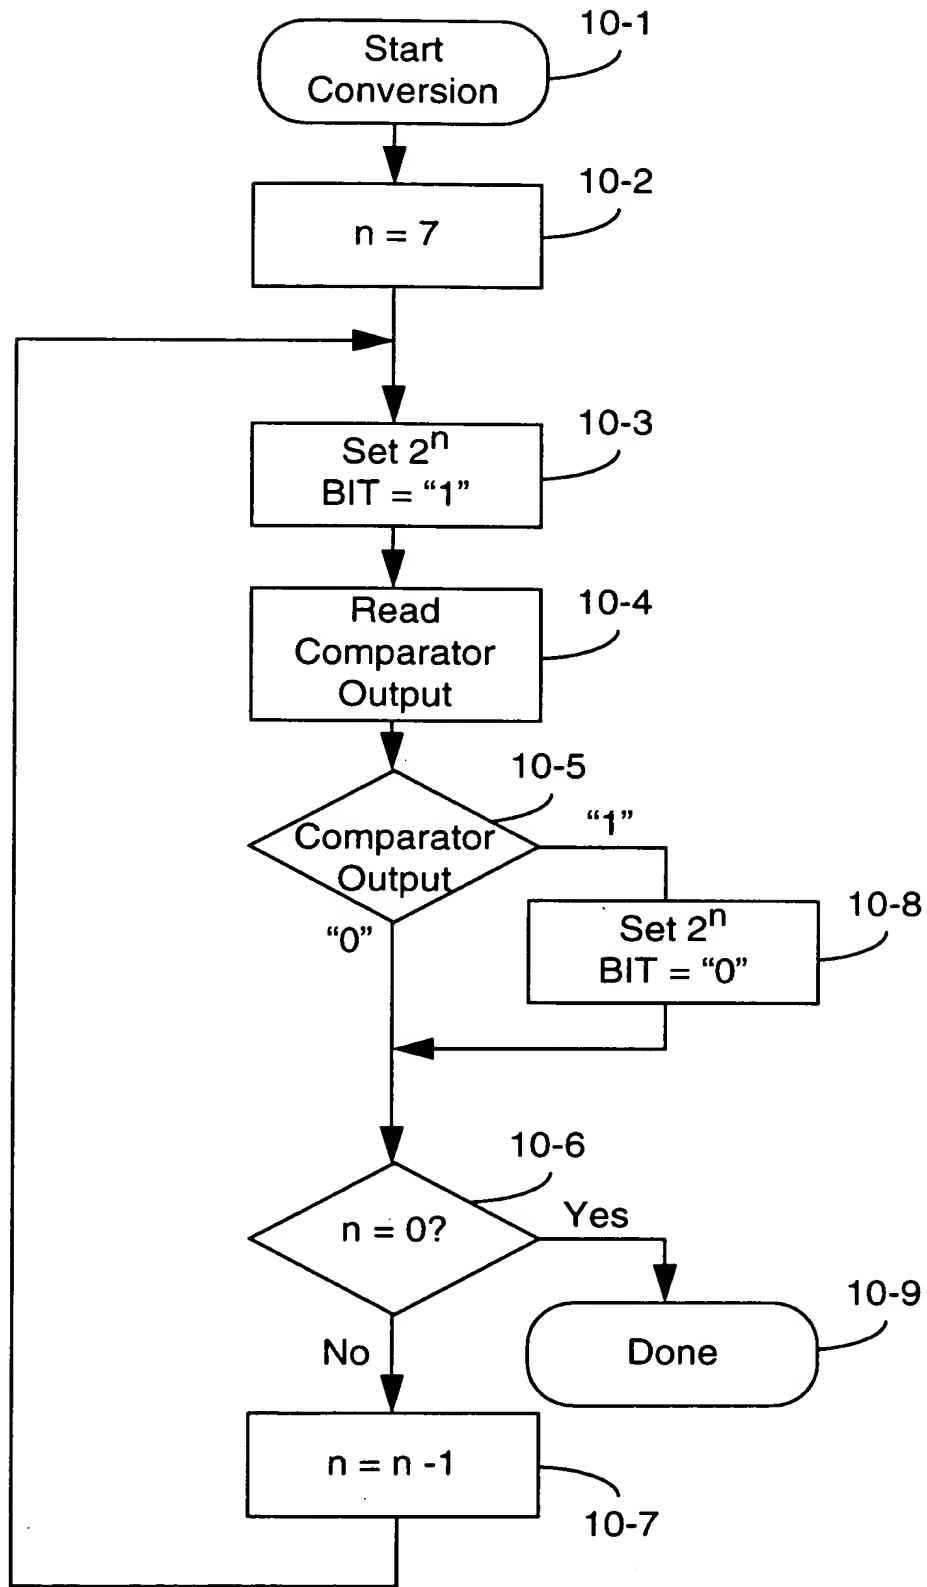 Start
Conversion
10-1
n = 7
10-2
Set 2^n
BIT = “1”
10-3
Read
Comparator
Output
10-4
Comparator
Output
10-5
“1”
“0”
Set 2^n
BIT = “0”
10-8
n = 0?
10-6
Yes
No
Done
10-9
n = n -1
10-7